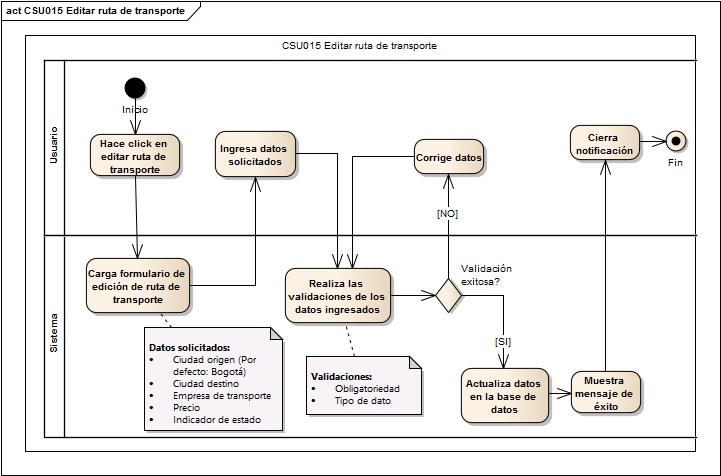 act CSU015 Editar ruta de transporte
CSU015 Editar ruta de transporte
Usuario
Inicio
Hace click en
editar ruta de
transporte
Ingresa datos
solicitados
Corrige datos
Cierra
notificación
Fin
[NO]
Sistema
Carga formulario de
edición de ruta de
transporte
Realiza las
validaciones de los
datos ingresados
Validación
exitosa?
[SI]
Datos solicitados:
• Ciudad origen (Por
defecto: Bogotá)
• Ciudad destino
• Empresa de transporte
• Precio
• Indicador de estado
Validaciones:
• Obligatoriedad
• Tipo de dato
Actualiza datos
en la base de
datos
Muestra
mensaje de
éxito